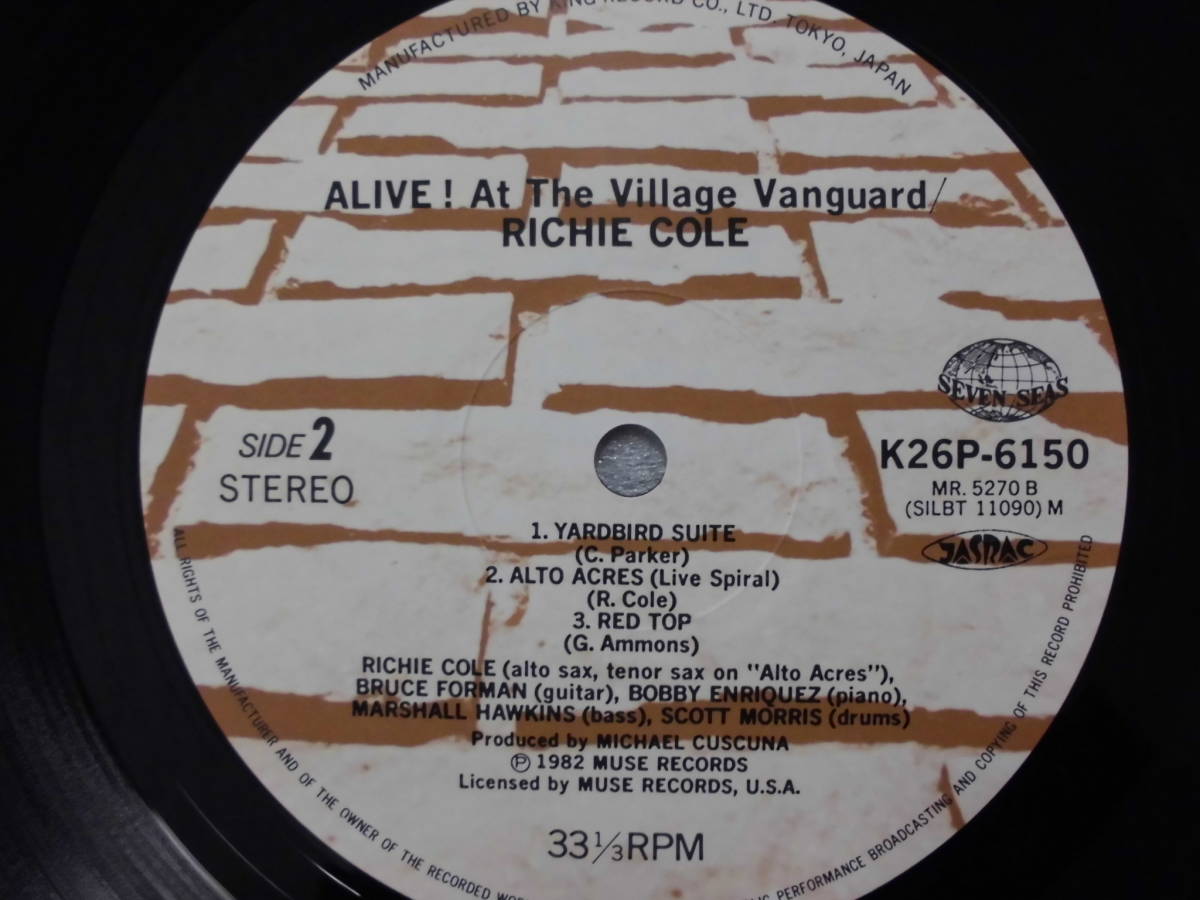 MANUFACTURED BY KING RECORD CO., LTD. TOKYO, JAPAN
ALIVE! At The Village Vanguard/
RICHIE COLE
SEVEN SEAS
K26P-6150
MR. 5270 B
(SILBT 11090) M
JASRAC
SIDE 2
STEREO
1. YARDBIRD SUITE
(C. Parker)
2. ALTO ACRES (Live Spiral)
(R. Cole)
3. RED TOP
(G. Ammons)
RICHIE COLE (alto sax, tenor sax on "Alto Acres"),
BRUCE FORMAN (guitar), BOBBY ENRIQUEZ (piano),
MARSHALL HAWKINS (bass), SCOTT MORRIS (drums)
Produced by MICHAEL CUSCUNA
Ⓟ 1982 MUSE RECORDS
Licensed by MUSE RECORDS, U.S.A.
33 1/3 RPM
ALL RIGHTS OF THE MANUFACTURER AND OF THE OWNER OF THE RECORDED PERFORMANCE BROADCASTING AND COPYING OF THIS RECORD PROHIBITED